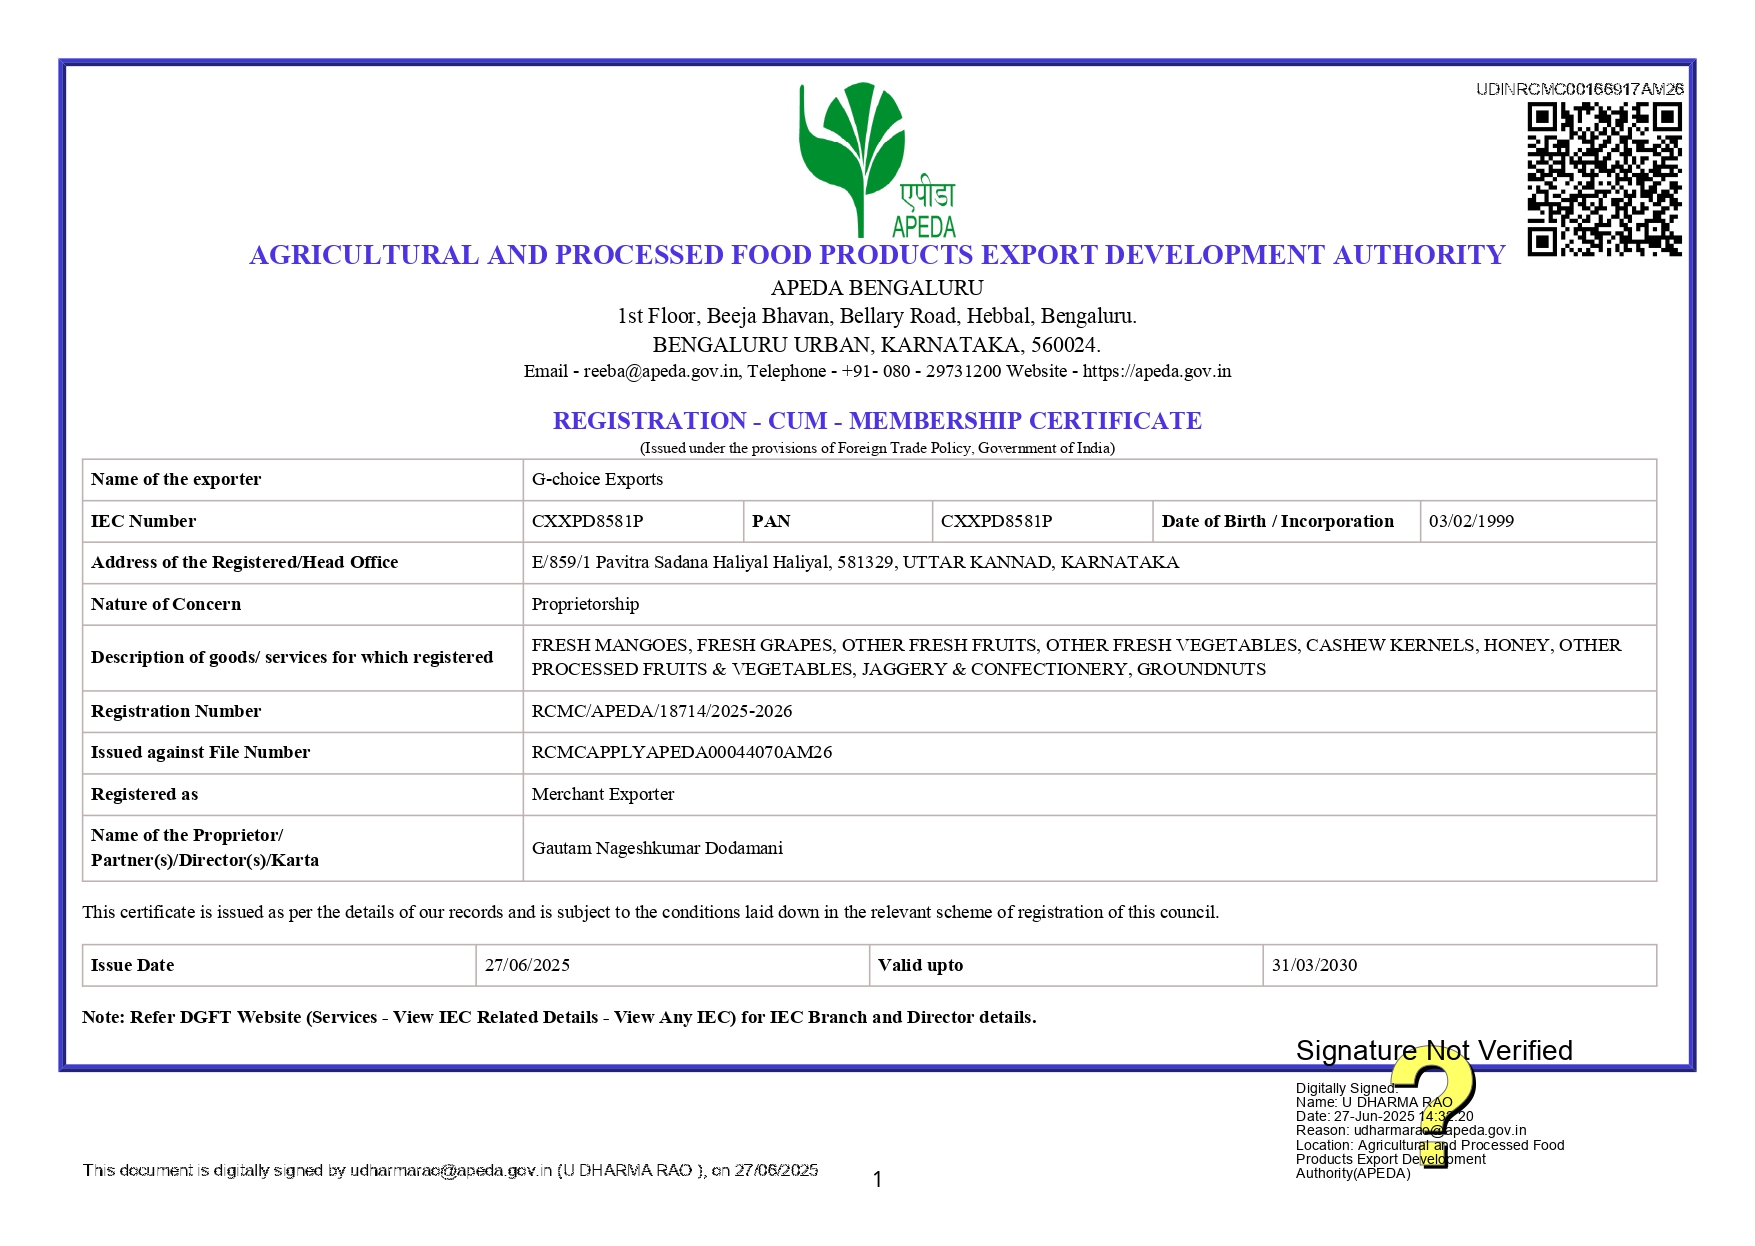 UDINRCMC00166917AM26
एपीडा
APEDA
AGRICULTURAL AND PROCESSED FOOD PRODUCTS EXPORT DEVELOPMENT AUTHORITY
APEDA BENGALURU
1st Floor, Beeja Bhavan, Bellary Road, Hebbal, Bengaluru.
BENGALURU URBAN, KARNATAKA, 560024.
Email - reeba@apeda.gov.in, Telephone - +91- 080 - 29731200 Website - https://apeda.gov.in
REGISTRATION - CUM - MEMBERSHIP CERTIFICATE
(Issued under the provisions of Foreign Trade Policy, Government of India)
Name of the exporter G-choice Exports
IEC Number CXXPD8581P PAN CXXPD8581P Date of Birth / Incorporation 03/02/1999
Address of the Registered/Head Office E/859/1 Pavitra Sadana Haliyal Haliyal, 581329, UTTAR KANNAD, KARNATAKA
Nature of Concern Proprietorship
Description of goods/ services for which registered FRESH MANGOES, FRESH GRAPES, OTHER FRESH FRUITS, OTHER FRESH VEGETABLES, CASHEW KERNELS, HONEY, OTHER
PROCESSED FRUITS & VEGETABLES, JAGGERY & CONFECTIONERY, GROUNDNUTS
Registration Number RCMC/APEDA/18714/2025-2026
Issued against File Number RCMCAPPLYAPEDA00044070AM26
Registered as Merchant Exporter
Name of the Proprietor/
Partner(s)/Director(s)/Karta Gautam Nageshkumar Dodamani
This certificate is issued as per the details of our records and is subject to the conditions laid down in the relevant scheme of registration of this council.
Issue Date 27/06/2025 Valid upto 31/03/2030
Note: Refer DGFT Website (Services - View IEC Related Details - View Any IEC) for IEC Branch and Director details.
Signature Not Verified
Digitally Signed.
Name: U DHARMA RAO
Date: 27-Jun-2025 14:32:20
Reason: udharmarao@apeda.gov.in
Location: Agricultural and Processed Food
Products Export Development
Authority(APEDA)
This document is digitally signed by udharmarao@apeda.gov.in (U DHARMA RAO ), on 27/06/2025
1